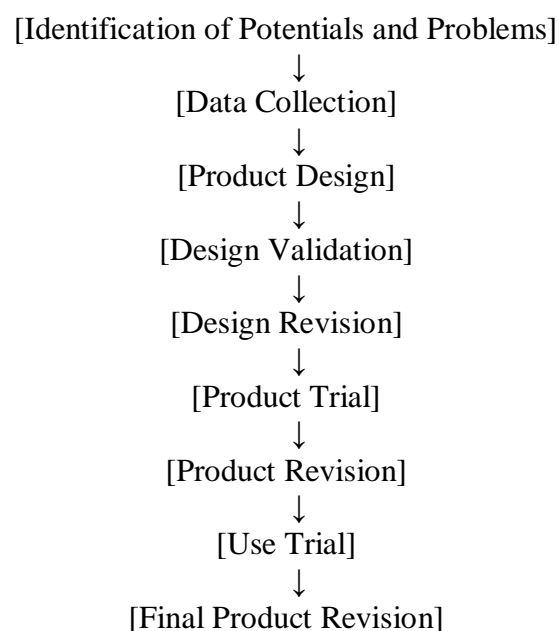 [Identification of Potentials and Problems]
↓
[Data Collection]
↓
[Product Design]
↓
[Design Validation]
↓
[Design Revision]
↓
[Product Trial]
↓
[Product Revision]
↓
[Use Trial]
↓
[Final Product Revision]